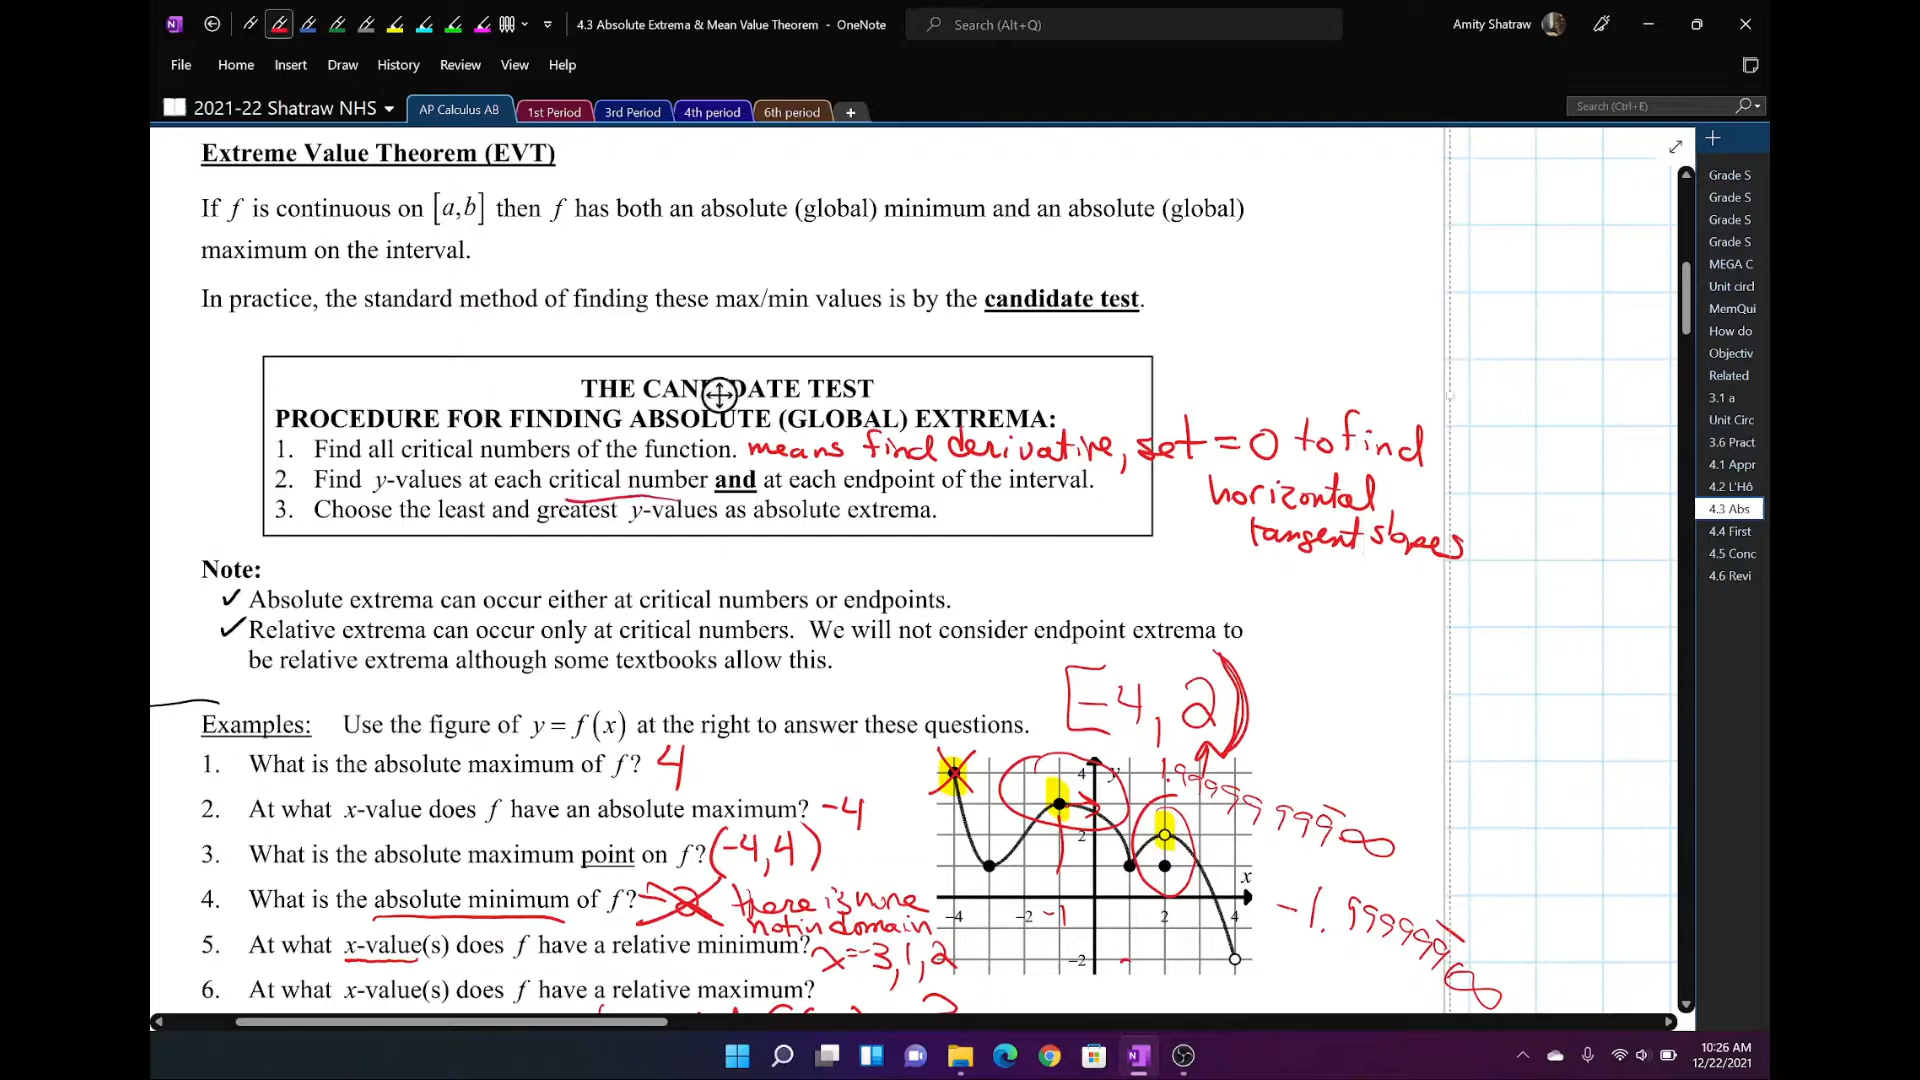 4.3 Absolute Extrema & Mean Value Theorem - OneNote
Search (Alt+Q)
Amity Shatraw
File Home Insert Draw History Review View Help
2021-22 Shatraw NHS
AP Calculus AB
1st Period
3rd Period
4th period
6th period
+
Search (Ctrl+E)
Extreme Value Theorem (EVT)
If f is continuous on [a,b] then f has both an absolute (global) minimum and an absolute (global)
maximum on the interval.
In practice, the standard method of finding these max/min values is by the candidate test.
THE CANDIDATE TEST
PROCEDURE FOR FINDING ABSOLUTE (GLOBAL) EXTREMA:
1. Find all critical numbers of the function. means find derivative, set = 0 to find
horizontal
tangent slopes
2. Find y-values at each critical number and at each endpoint of the interval.
3. Choose the least and greatest y-values as absolute extrema.
Note:
✓ Absolute extrema can occur either at critical numbers or endpoints.
✓ Relative extrema can occur only at critical numbers. We will not consider endpoint extrema to
be relative extrema although some textbooks allow this.
[-4, 2)
Examples: Use the figure of y = f(x) at the right to answer these questions.
1. What is the absolute maximum of f? 4
2. At what x-value does f have an absolute maximum? -4
3. What is the absolute maximum point on f? (-4, 4)
4. What is the absolute minimum of f? there is none
not in domain
5. At what x-value(s) does f have a relative minimum? x=-3, 1, 2
6. At what x-value(s) does f have a relative maximum?
4
y
2
x
-4
-2
-1
2
4
-2
Grade S
Grade S
Grade S
Grade S
MEGA C
Unit circl
MemQui
How do
Objectiv
Related
3.1 a
Unit Circ
3.6 Pract
4.1 Appr
4.2 L'Hô
4.3 Abs
4.4 First
4.5 Conc
4.6 Revi
10:26 AM
12/22/2021